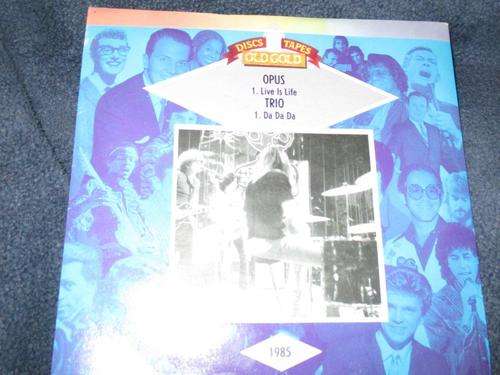 DISCS TAPES
OLD GOLD
OPUS
1. Live Is Life
TRIO
1. Da Da Da
1985